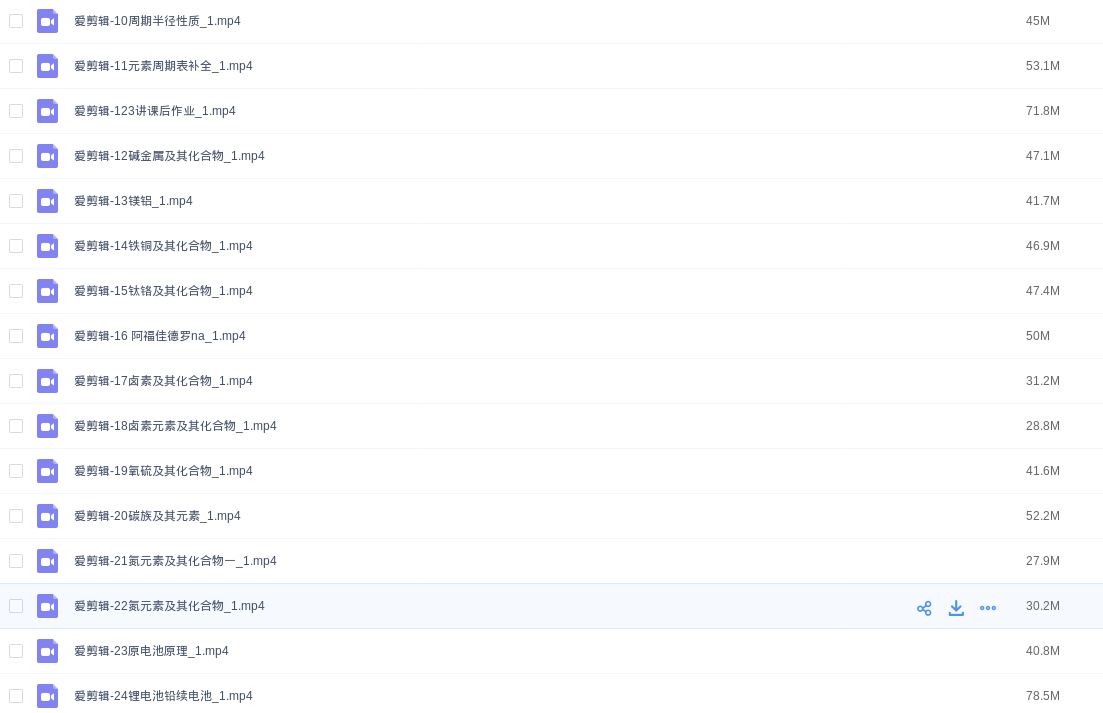 爱剪辑-10周期半径性质_1.mp4 45M
爱剪辑-11元素周期表补全_1.mp4 53.1M
爱剪辑-123讲课后作业_1.mp4 71.8M
爱剪辑-12碱金属及其化合物_1.mp4 47.1M
爱剪辑-13镁铝_1.mp4 41.7M
爱剪辑-14铁铜及其化合物_1.mp4 46.9M
爱剪辑-15钛铬及其化合物_1.mp4 47.4M
爱剪辑-16 阿福佳德罗na_1.mp4 50M
爱剪辑-17卤素及其化合物_1.mp4 31.2M
爱剪辑-18卤素元素及其化合物_1.mp4 28.8M
爱剪辑-19氧硫及其化合物_1.mp4 41.6M
爱剪辑-20碳族及其元素_1.mp4 52.2M
爱剪辑-21氮元素及其化合物一_1.mp4 27.9M
爱剪辑-22氮元素及其化合物_1.mp4 30.2M
爱剪辑-23原电池原理_1.mp4 40.8M
爱剪辑-24锂电池铅续电池_1.mp4 78.5M